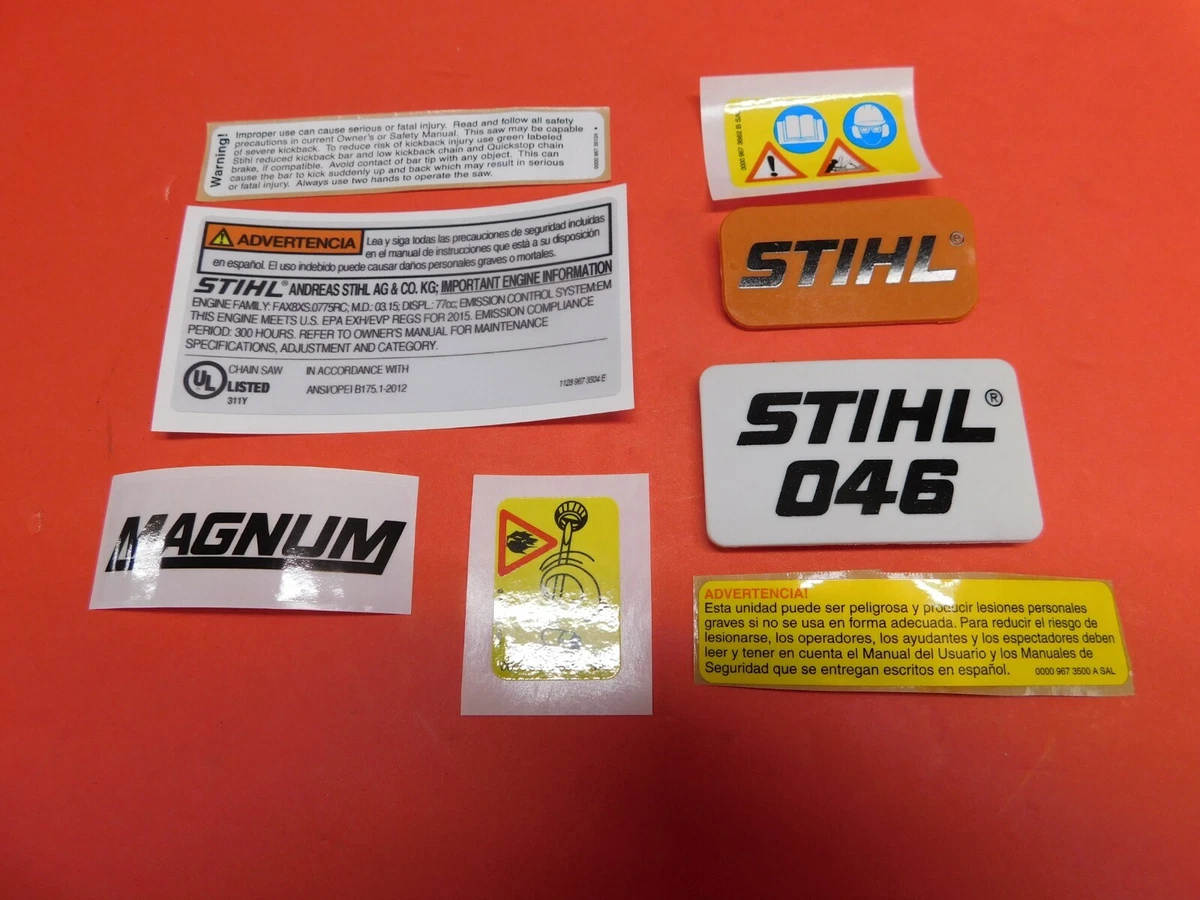 Warning!
Improper use can cause serious or fatal injury. Read and follow all safety
precautions in current Owner's or Safety Manual. This saw may be capable
of severe kickback. To reduce risk of kickback injury use green labeled
Stihl reduced kickback bar and low kickback chain and Quickstop chain
brake, if compatible. Avoid contact of bar tip with any object. This can
cause the bar to kick suddenly up and back which may result in serious
or fatal injury. Always use two hands to operate the saw.
ADVERTENCIA Lea y siga todas las precauciones de seguridad incluidas
en el manual de instrucciones que está a su disposición
en español. El uso indebido puede causar daños personales graves o mortales.
STIHL® ANDREAS STIHL AG & CO. KG; IMPORTANT ENGINE INFORMATION
ENGINE FAMILY: FAX8XS.0775RC; M.D.: 03.15; DISPL.: 77cc; EMISSION CONTROL SYSTEM:EM
THIS ENGINE MEETS U.S. EPA EXH/EVP REGS FOR 2015. EMISSION COMPLIANCE
PERIOD: 300 HOURS. REFER TO OWNER'S MANUAL FOR MAINTENANCE
SPECIFICATIONS, ADJUSTMENT AND CATEGORY.
UL CHAIN SAW IN ACCORDANCE WITH
LISTED ANSI/OPEI B175.1-2012
311Y
1128 967 3504 E
MAGNUM
0000 967 3682 B SAL
STIHL®
STIHL®
046
ADVERTENCIA!
Esta unidad puede ser peligrosa y producir lesiones personales
graves si no se usa en forma adecuada. Para reducir el riesgo de
lesionarse, los operadores, los ayudantes y los espectadores deben
leer y tener en cuenta el Manual del Usuario y los Manuales de
Seguridad que se entregan escritos en español. 0000 967 3500 A SAL